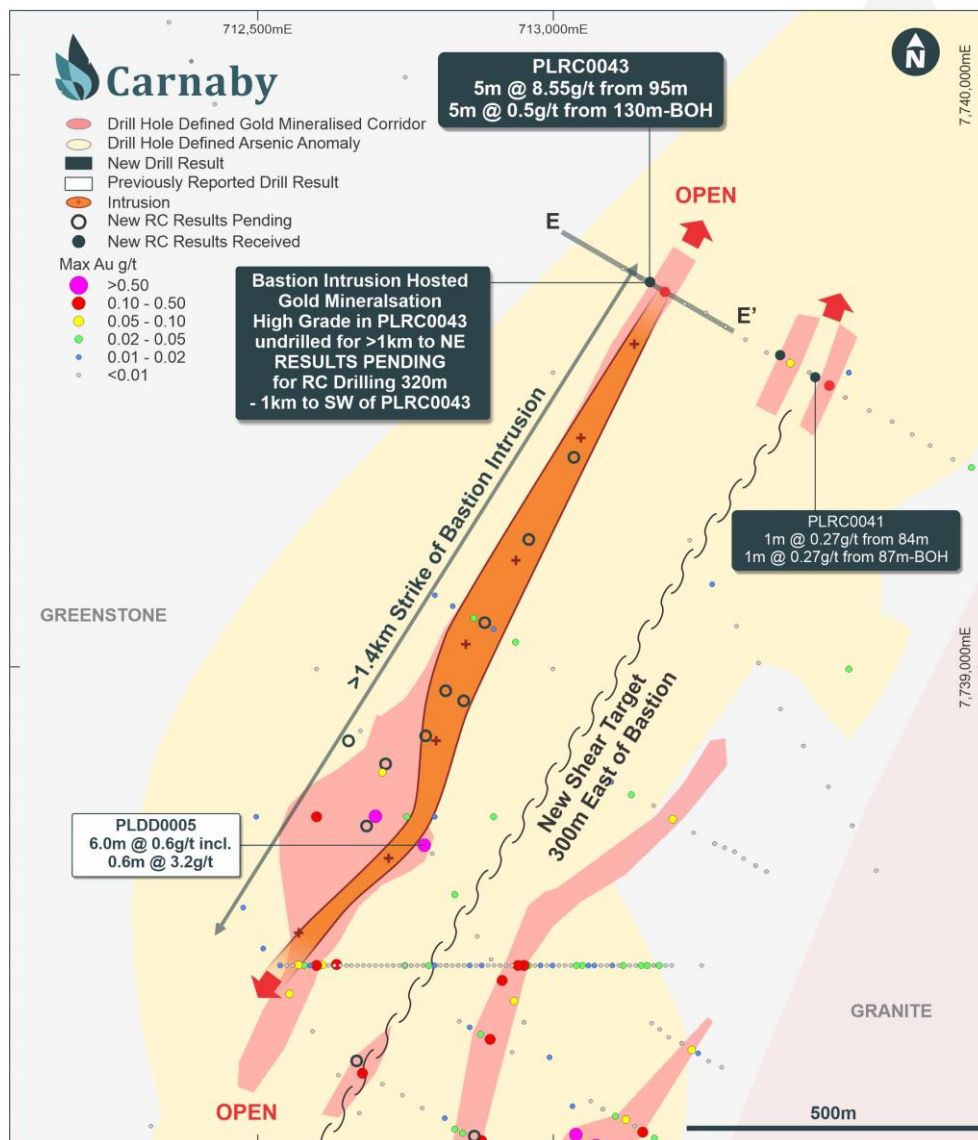 712,500mE
713,000mE
Carnaby
Drill Hole Defined Gold Mineralised Corridor
Drill Hole Defined Arsenic Anomaly
New Drill Result
Previously Reported Drill Result
Intrusion
New RC Results Pending
New RC Results Received
Max Au g/t
>0.50
0.10 - 0.50
0.05 - 0.10
0.02 - 0.05
0.01 - 0.02
<0.01
PLRC0043
5m @ 8.55g/t from 95m
5m @ 0.5g/t from 130m-BOH
N
7,740,000mE
OPEN
E
E'
Bastion Intrusion Hosted
Gold Mineralsation
High Grade in PLRC0043
undrilled for >1km to NE
RESULTS PENDING
for RC Drilling 320m
- 1km to SW of PLRC0043
>1.4km Strike of Bastion Intrusion
PLRC0041
1m @ 0.27g/t from 84m
1m @ 0.27g/t from 87m-BOH
GREENSTONE
7,739,000mE
New Shear Target
300m East of Bastion
PLDD0005
6.0m @ 0.6g/t incl.
0.6m @ 3.2g/t
GRANITE
OPEN
500m